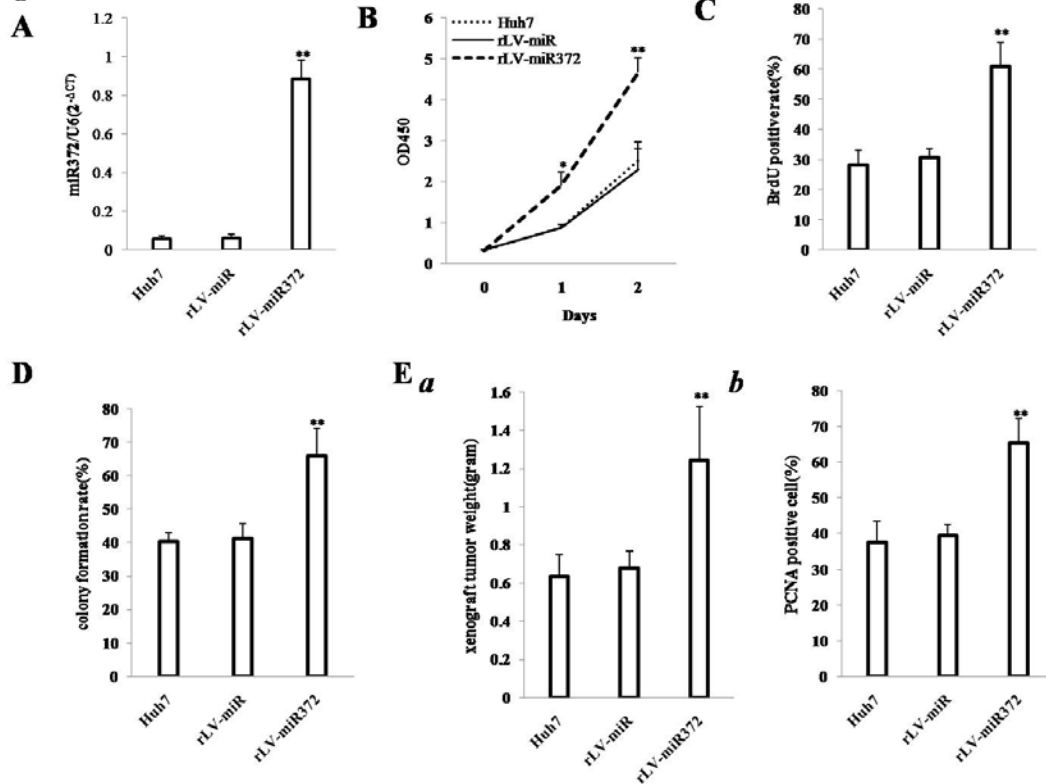 A
miR372/U6(2-ΔCT)
1.2
1
0.8
0.6
0.4
0.2
0
**
Huh7
rLV-miR
rLV-miR372
B
OD450
6
5
4
3
2
1
0
Huh7
rLV-miR
rLV-miR372
*
**
0 1 2
Days
C
BrdU positive rate(%)
80
70
60
50
40
30
20
10
0
**
Huh7
rLV-miR
rLV-miR372
D
colony formation rate(%)
80
70
60
50
40
30
20
10
0
**
Huh7
rLV-miR
rLV-miR372
E a
xenograft tumor weight(gram)
1.6
1.4
1.2
1
0.8
0.6
0.4
0.2
0
**
Huh7
rLV-miR
rLV-miR372
b
PCNA positive cell(%)
80
70
60
50
40
30
20
10
0
**
Huh7
rLV-miR
rLV-miR372